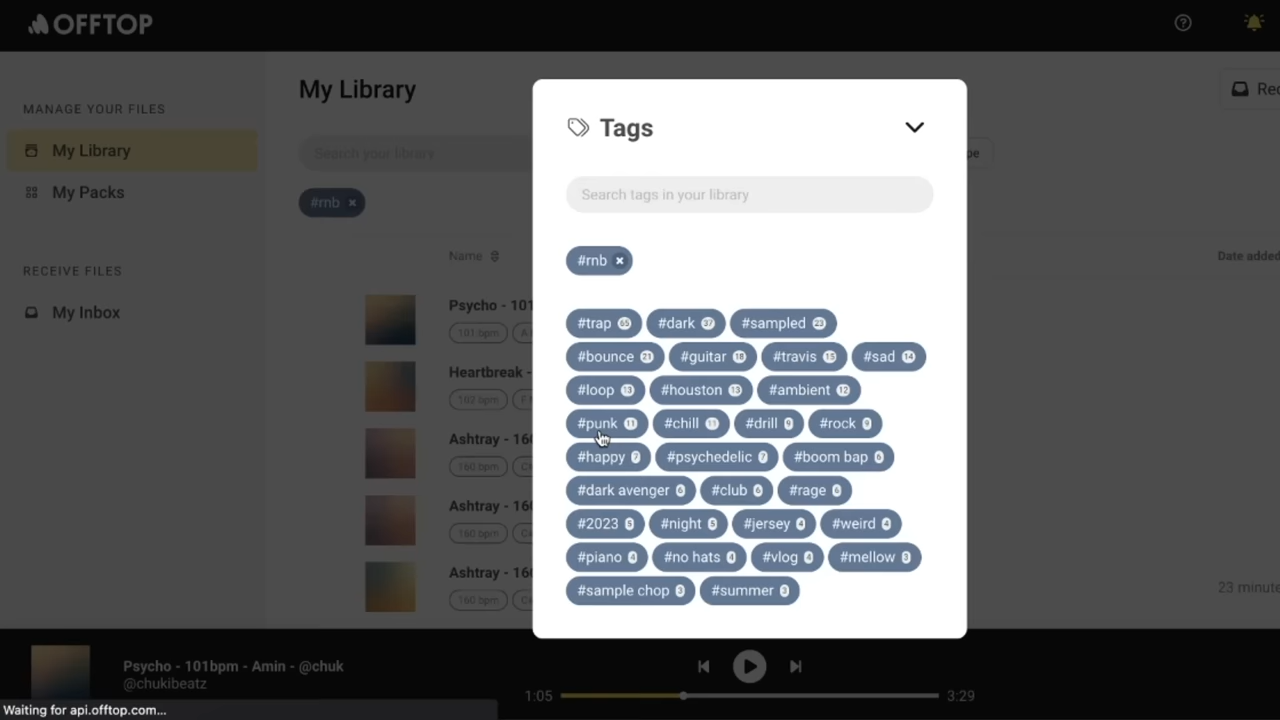 OFFTOP
MANAGE YOUR FILES
My Library
My Packs
RECEIVE FILES
My Inbox
My Library
Search your library
pe
Rec
#rnb ×
Name
Date added
Psycho - 101
101 bpm A
Heartbreak -
102 bpm F
Ashtray - 160
160 bpm
Ashtray - 160
160 bpm
Ashtray - 160
160 bpm
23 minute
Tags
Search tags in your library
#rnb ×
#trap 65 #dark 37 #sampled 23
#bounce 21 #guitar 18 #travis 15 #sad 14
#loop 13 #houston 13 #ambient 12
#punk 11 #chill 11 #drill 9 #rock 9
#happy 7 #psychedelic 7 #boom bap 6
#dark avenger 6 #club 6 #rage 6
#2023 5 #night 5 #jersey 4 #weird 4
#piano 4 #no hats 4 #vlog 4 #mellow 3
#sample chop 3 #summer 3
Psycho - 101bpm - Amin - @chuk
@chukibeatz
1:05
3:29
Waiting for api.offtop.com...